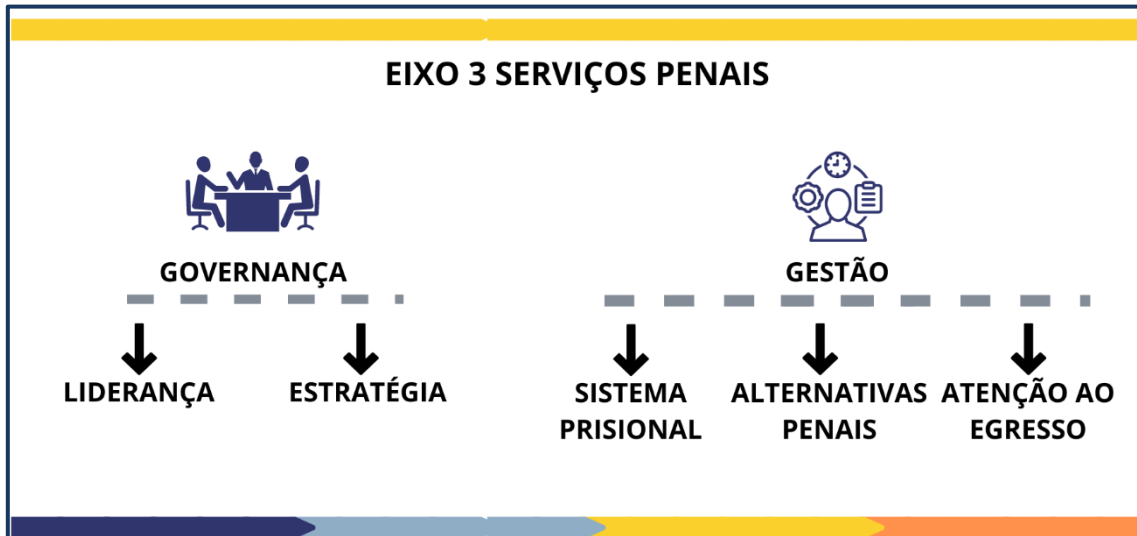 EIXO 3 SERVIÇOS PENAIS
GOVERNANÇA
LIDERANÇA
ESTRATÉGIA
GESTÃO
SISTEMA
PRISIONAL
ALTERNATIVAS
PENAIS
ATENÇÃO AO
EGRESSO